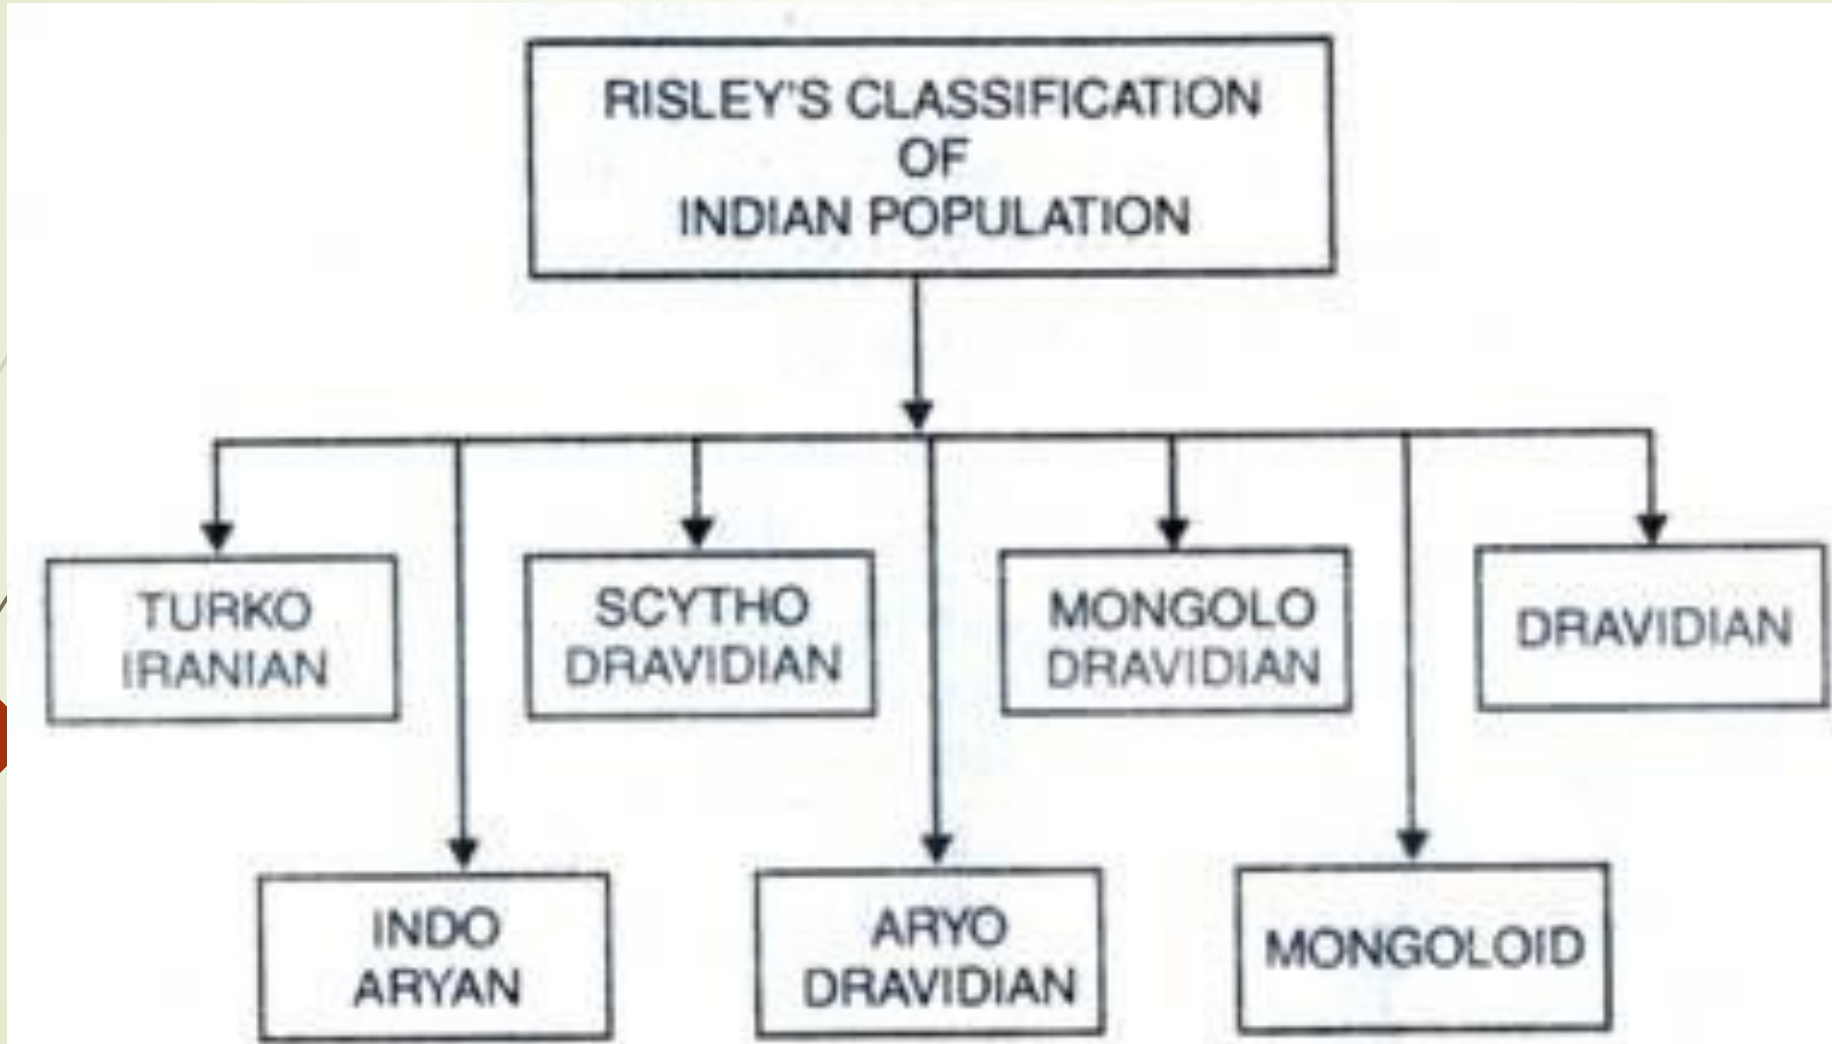 RISLEY'S CLASSIFICATION
OF
INDIAN POPULATION
TURKO
IRANIAN
SCYTHO
DRAVIDIAN
MONGOLO
DRAVIDIAN
DRAVIDIAN
INDO
ARYAN
ARYO
DRAVIDIAN
MONGOLOID